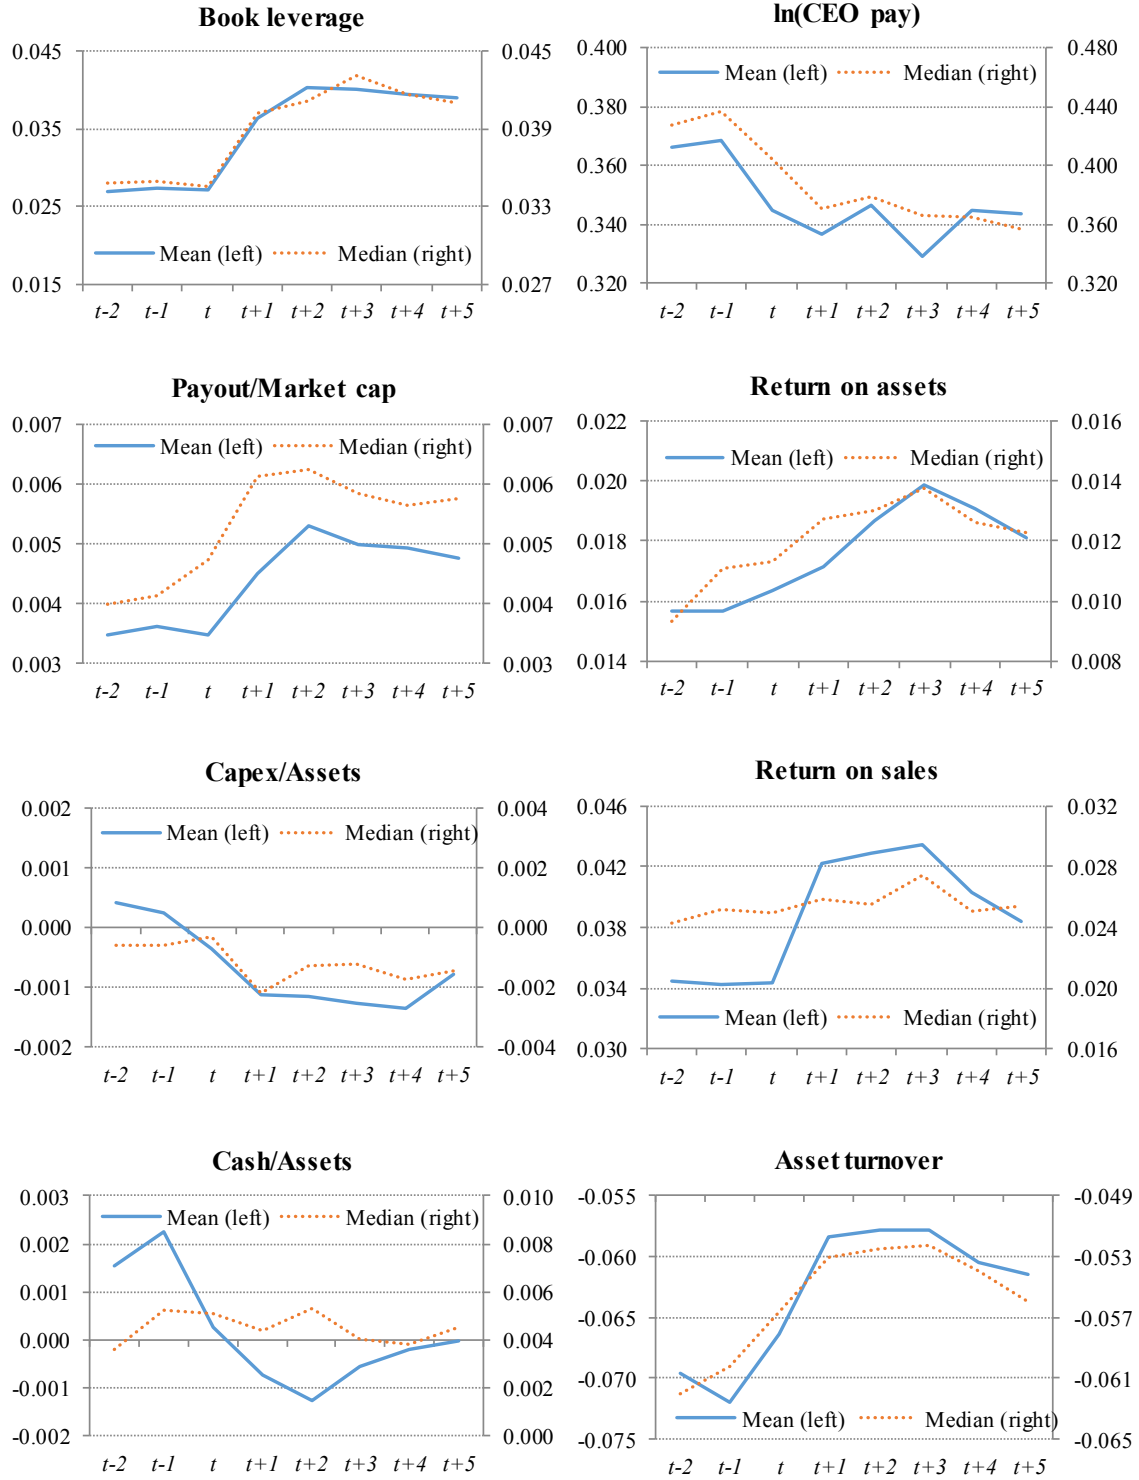 Book leverage
0.045 0.045
0.035 0.039
0.025 0.033
Mean (left) Median (right)
0.015 0.027
t-2 t-1 t t+1 t+2 t+3 t+4 t+5
ln(CEO pay)
0.400 0.480
Mean (left) Median (right)
0.380 0.440
0.360 0.400
0.340 0.360
0.320 0.320
t-2 t-1 t t+1 t+2 t+3 t+4 t+5
Payout/Market cap
0.007 0.007
Mean (left) Median (right)
0.006 0.006
0.005 0.005
0.004 0.004
0.003 0.003
t-2 t-1 t t+1 t+2 t+3 t+4 t+5
Return on assets
0.022 0.016
Mean (left) Median (right)
0.020 0.014
0.018 0.012
0.016 0.010
0.014 0.008
t-2 t-1 t t+1 t+2 t+3 t+4 t+5
Capex/Assets
0.002 0.004
Mean (left) Median (right)
0.001 0.002
0.000 0.000
-0.001 -0.002
-0.002 -0.004
t-2 t-1 t t+1 t+2 t+3 t+4 t+5
Return on sales
0.046 0.032
0.042 0.028
0.038 0.024
0.034 0.020
Mean (left) Median (right)
0.030 0.016
t-2 t-1 t t+1 t+2 t+3 t+4 t+5
Cash/Assets
0.003 0.010
Mean (left) Median (right)
0.002 0.008
0.001 0.006
0.000 0.004
-0.001 0.002
-0.002 0.000
t-2 t-1 t t+1 t+2 t+3 t+4 t+5
Asset turnover
-0.055 -0.049
-0.060 -0.053
-0.065 -0.057
-0.070 -0.061
Mean (left) Median (right)
-0.075 -0.065
t-2 t-1 t t+1 t+2 t+3 t+4 t+5